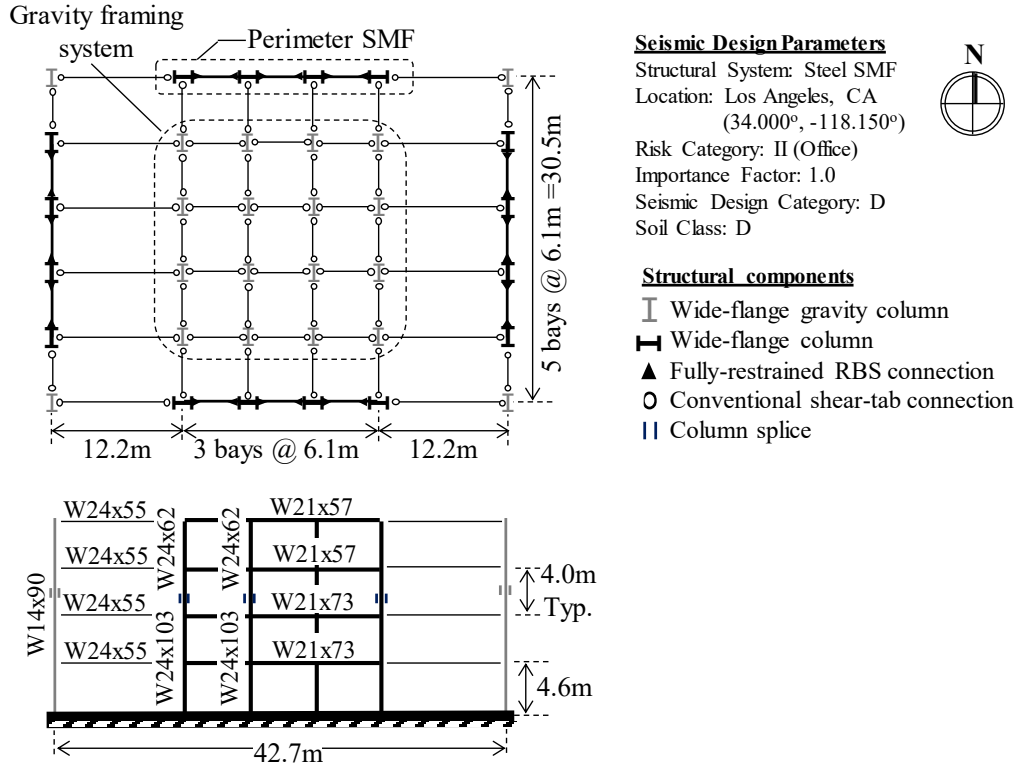 Gravity framing
system
Perimeter SMF
5 bays @ 6.1m =30.5m
12.2m
3 bays @ 6.1m
12.2m
Seismic Design Parameters
Structural System: Steel SMF
Location: Los Angeles, CA
(34.000°, -118.150°)
Risk Category: II (Office)
Importance Factor: 1.0
Seismic Design Category: D
Soil Class: D
N
Structural components
Wide-flange gravity column
Wide-flange column
Fully-restrained RBS connection
Conventional shear-tab connection
Column splice
W24x55
W24x62
W24x62
W21x57
W24x55
W21x57
W14x90
W24x55
W21x73
W24x103
W24x103
W24x55
W21x73
4.0m
Typ.
4.6m
42.7m